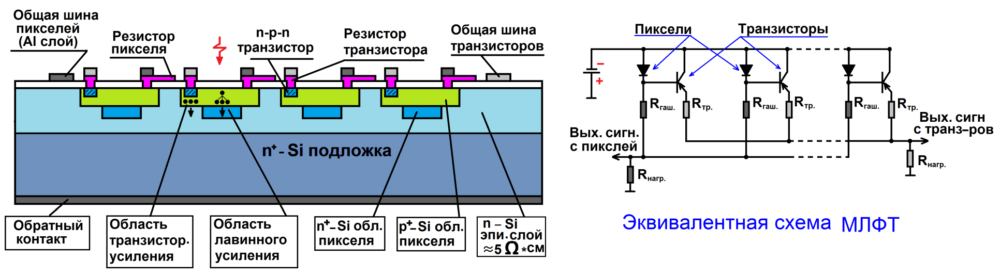 Общая шина
пикселей
(Al слой)
Резистор
пикселя
n-p-n
транзистор
Резистор
транзистора
Общая шина
транзисторов
n⁺- Si подложка
Обратный
контакт
Область
транзистор.
усиления
Область
лавинного
усиления
n⁺–Si обл.
пикселя
p⁺–Si обл.
пикселя
n – Si
эпи.слой
≈5 Ω*см
Пиксели
Транзисторы
−
+
Rгаш.
Rтр.
Rгаш.
Rтр.
Rгаш.
Rтр.
Вых. сигн.
с пикслей
Вых. сигн
с транз–ров
Rнагр.
Rнагр.
Эквивалентная схема МЛФТ